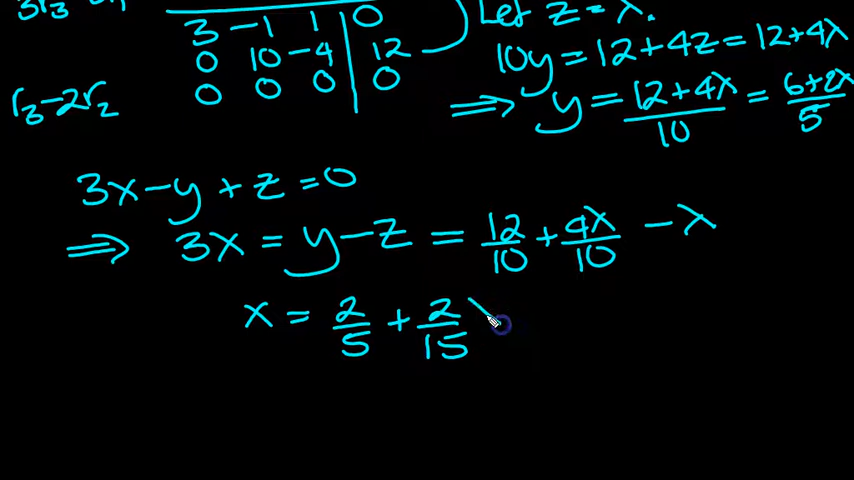 3r₃
Let z = λ.
3 −1 1 | 0
0 10 −4 | 12
10y = 12 + 4z = 12 + 4λ
r₃ − 2r₂ 0 0 0 | 0
⟹ y = (12 + 4λ)/10 = (6 + 2λ)/5
3x − y + z = 0
⟹ 3x = y − z = 12/10 + 4λ/10 − λ
x = 2/5 + 2/15